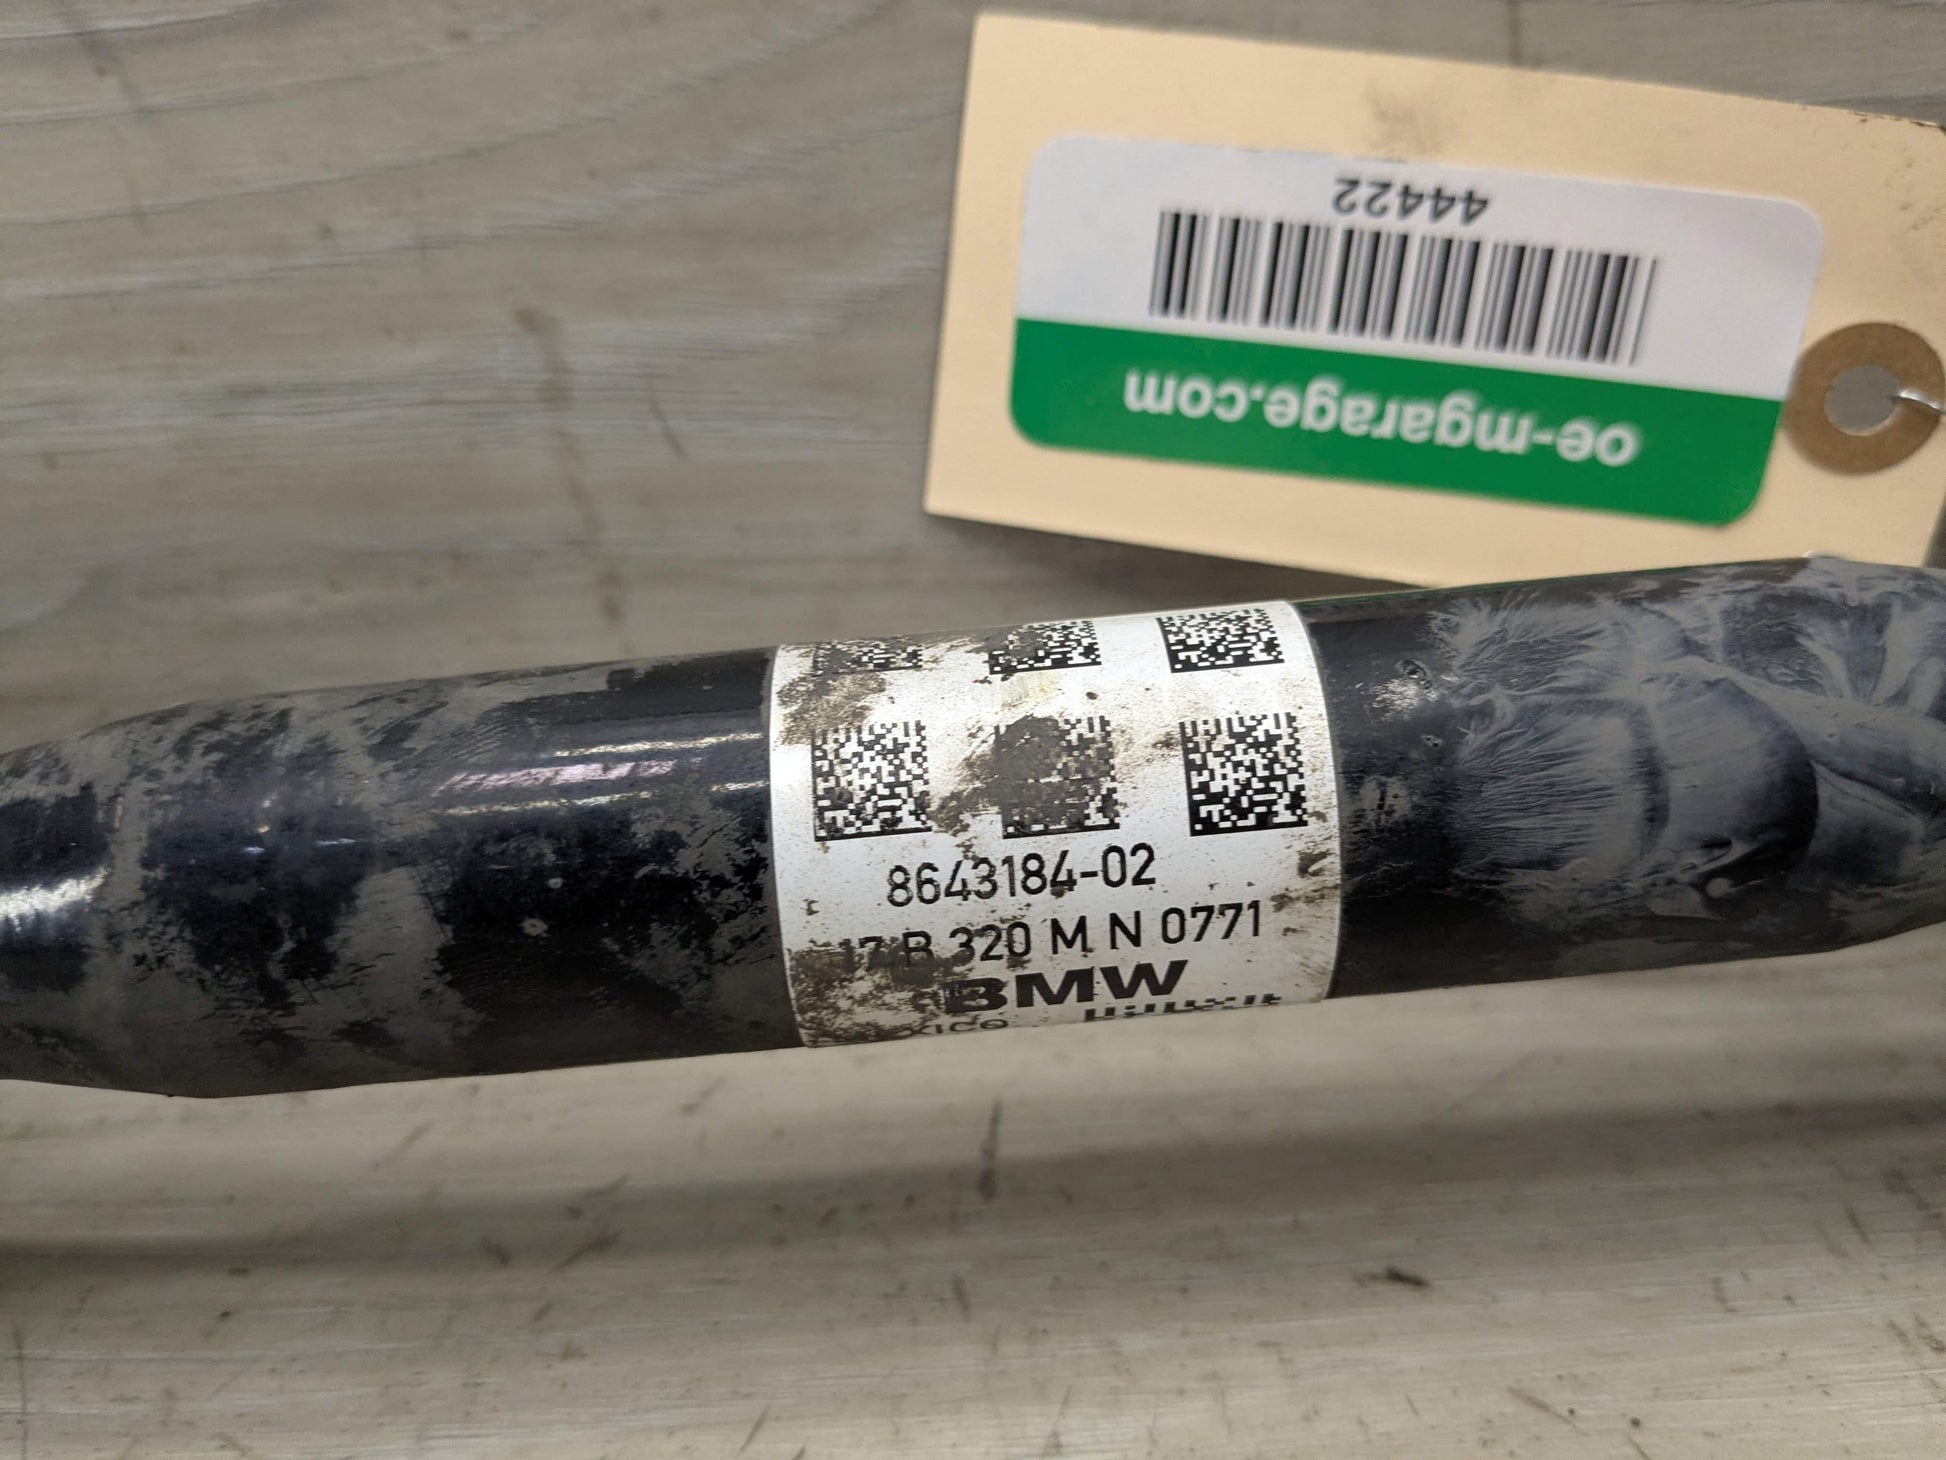 44422
oe-mgarage.com
8643184-02
17 B 320 M N 0771
BMW